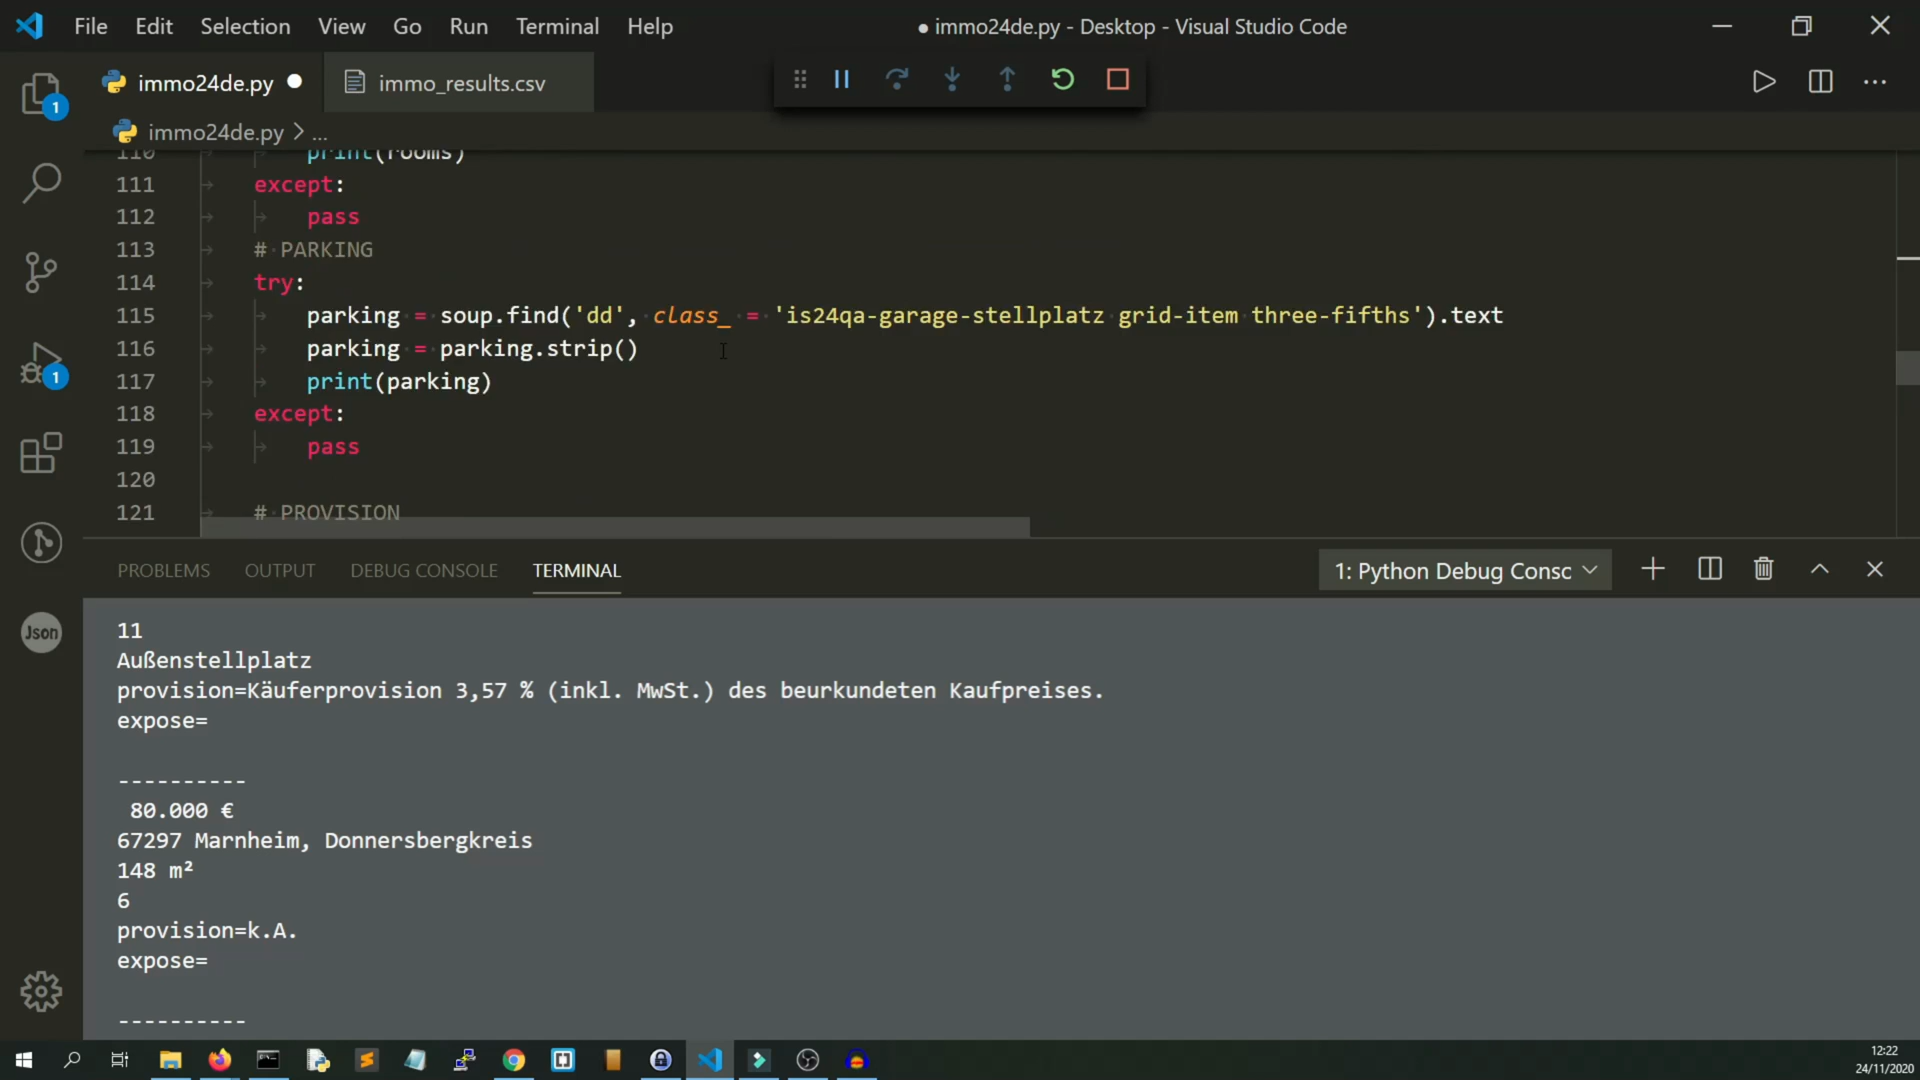 File Edit Selection View Go Run Terminal Help
● immo24de.py - Desktop - Visual Studio Code
immo24de.py
immo_results.csv
immo24de.py > ...
1
110 print(rooms)
111 except:
112 pass
113 # PARKING
114 try:
115 parking = soup.find('dd', class_ = 'is24qa-garage-stellplatz grid-item three-fifths').text
116 parking = parking.strip()
117 print(parking)
118 except:
119 pass
120
121 # PROVISION
1
Json
PROBLEMS OUTPUT DEBUG CONSOLE TERMINAL
1: Python Debug Consc
11
Außenstellplatz
provision=Käuferprovision 3,57 % (inkl. MwSt.) des beurkundeten Kaufpreises.
expose=
----------
80.000 €
67297 Marnheim, Donnersbergkreis
148 m²
6
provision=k.A.
expose=
----------
12:22
24/11/2020